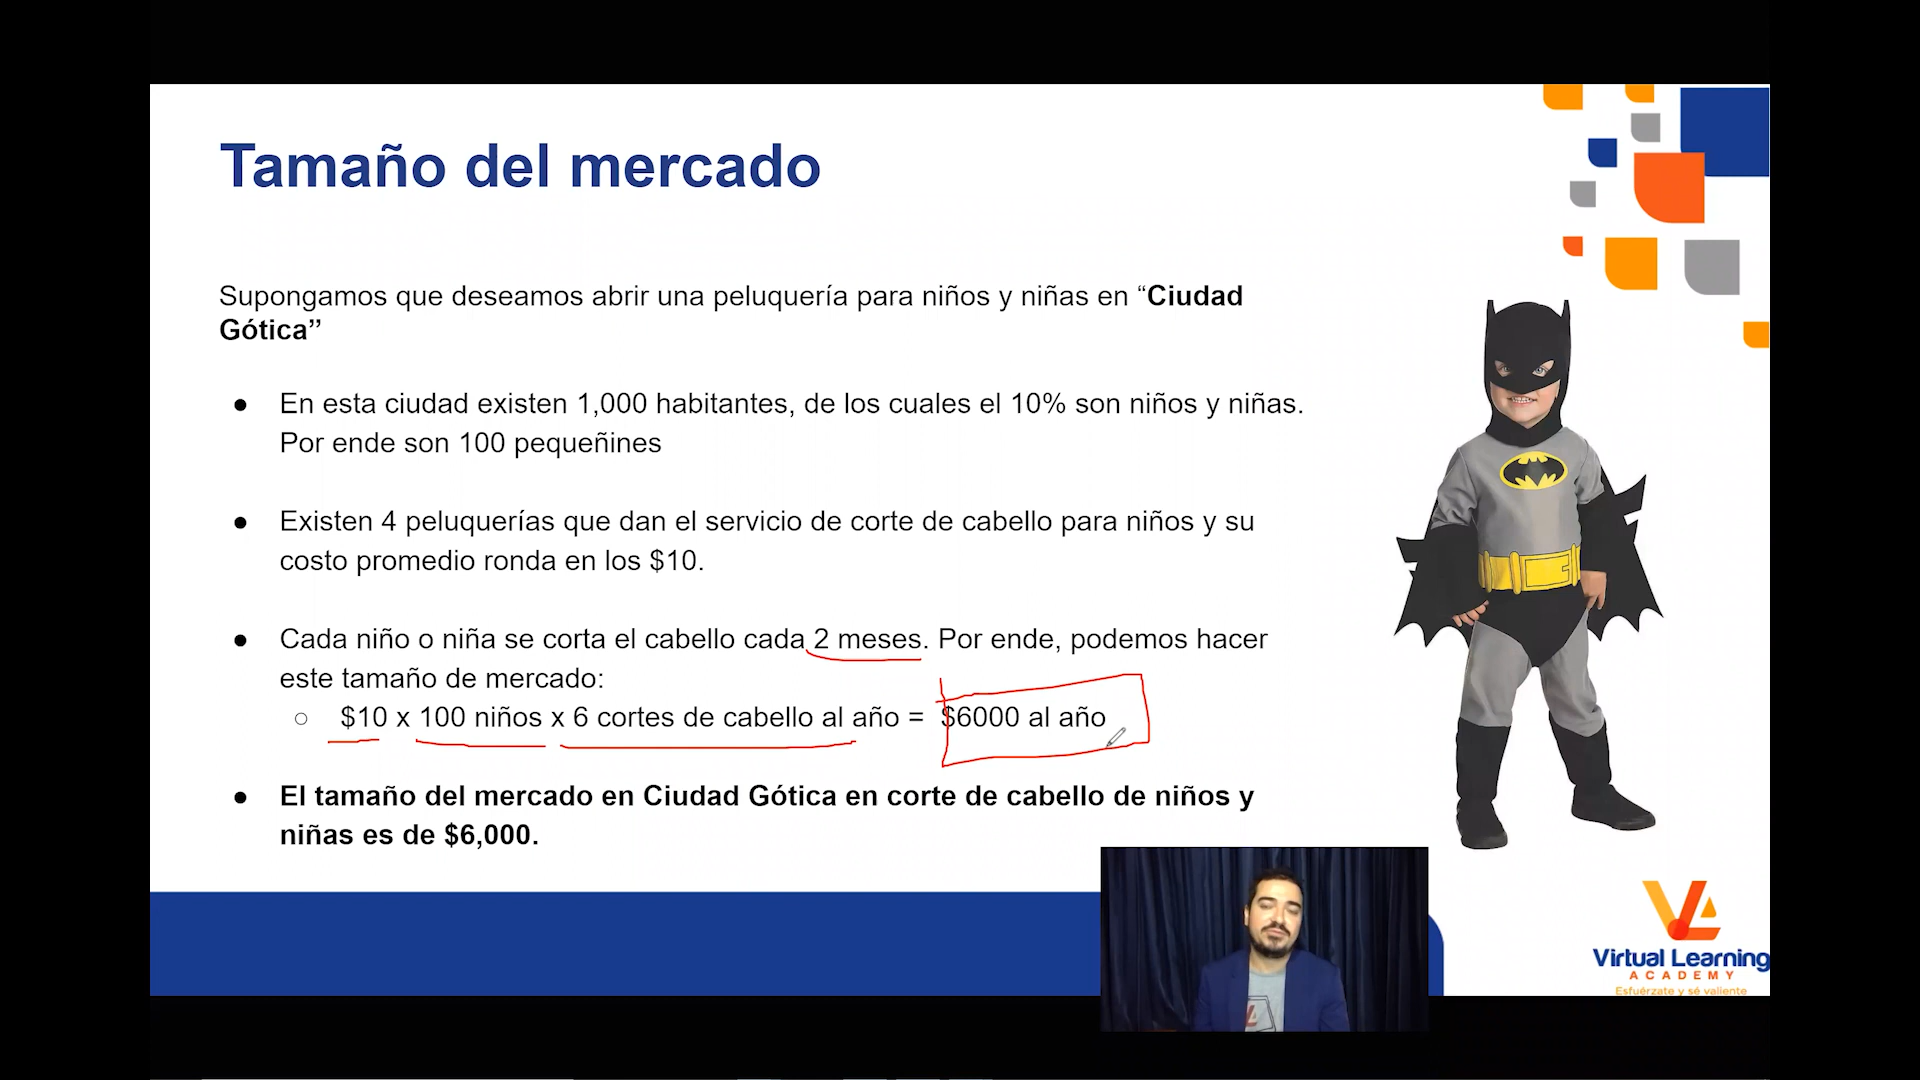 Tamaño del mercado
Supongamos que deseamos abrir una peluquería para niños y niñas en “Ciudad
Gótica”
● En esta ciudad existen 1,000 habitantes, de los cuales el 10% son niños y niñas.
Por ende son 100 pequeñines
● Existen 4 peluquerías que dan el servicio de corte de cabello para niños y su
costo promedio ronda en los $10.
● Cada niño o niña se corta el cabello cada 2 meses. Por ende, podemos hacer
este tamaño de mercado:
○ $10 x 100 niños x 6 cortes de cabello al año = $6000 al año
● El tamaño del mercado en Ciudad Gótica en corte de cabello de niños y
niñas es de $6,000.
Virtual Learning
ACADEMY
Esfuérzate y sé valiente